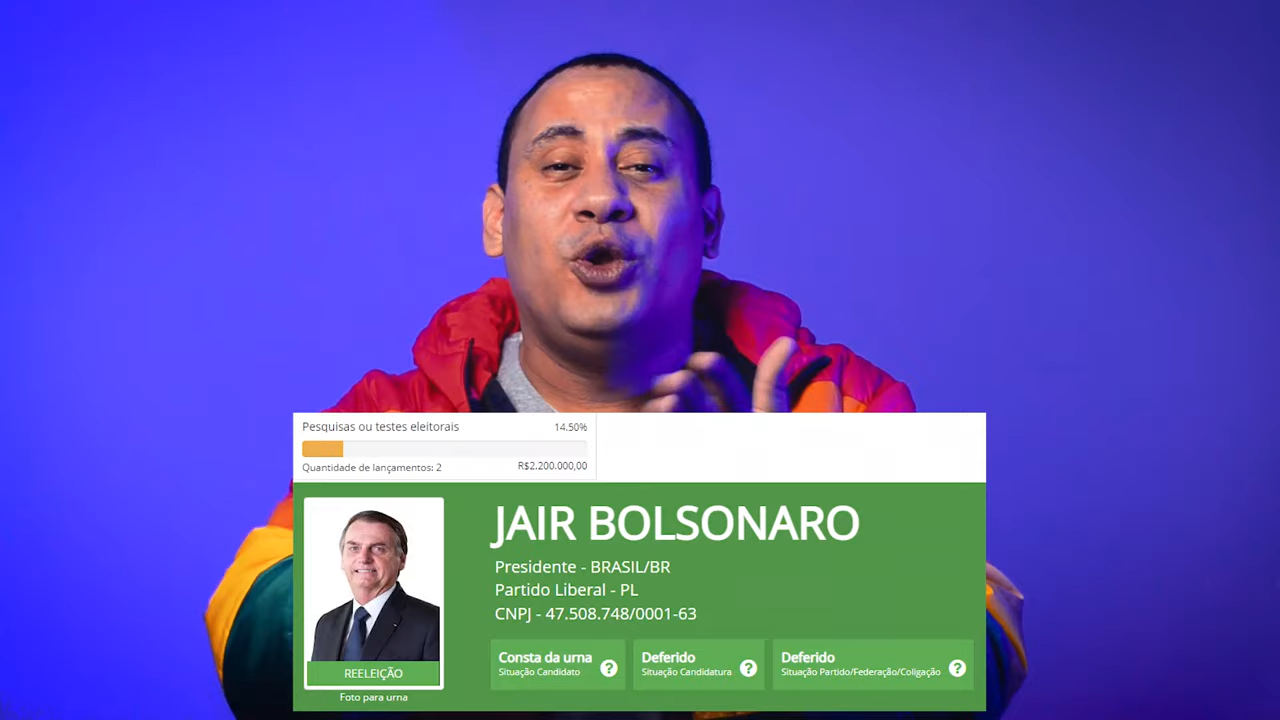 Pesquisas ou testes eleitorais 14.50%
Quantidade de lançamentos: 2 R$2.200.000,00
JAIR BOLSONARO
Presidente - BRASIL/BR
Partido Liberal - PL
CNPJ - 47.508.748/0001-63
Consta da urna
Situação Candidato
?
Deferido
Situação Candidatura
?
Deferido
Situação Partido/Federação/Coligação
?
REELEIÇÃO
Foto para urna